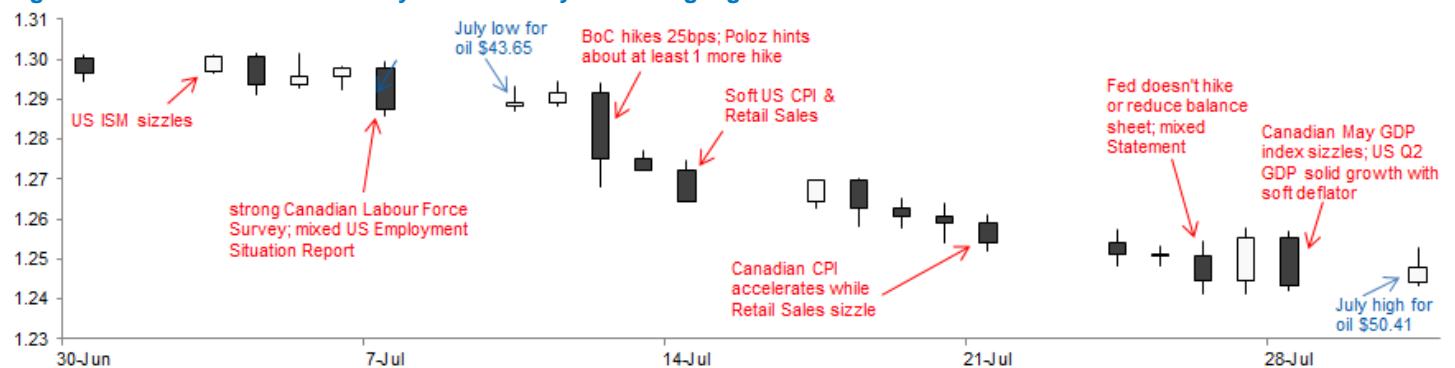 1.31
1.30
1.29
1.28
1.27
1.26
1.25
1.24
1.23
US ISM sizzles
strong Canadian Labour Force
Survey; mixed US Employment
Situation Report
July low for
oil $43.65
BoC hikes 25bps; Poloz hints
about at least 1 more hike
Soft US CPI &
Retail Sales
Canadian CPI
accelerates while
Retail Sales sizzle
Fed doesn't hike
or reduce balance
sheet; mixed
Statement
Canadian May GDP
index sizzles; US Q2
GDP solid growth with
soft deflator
July high for
oil $50.41
30-Jun
7-Jul
14-Jul
21-Jul
28-Jul